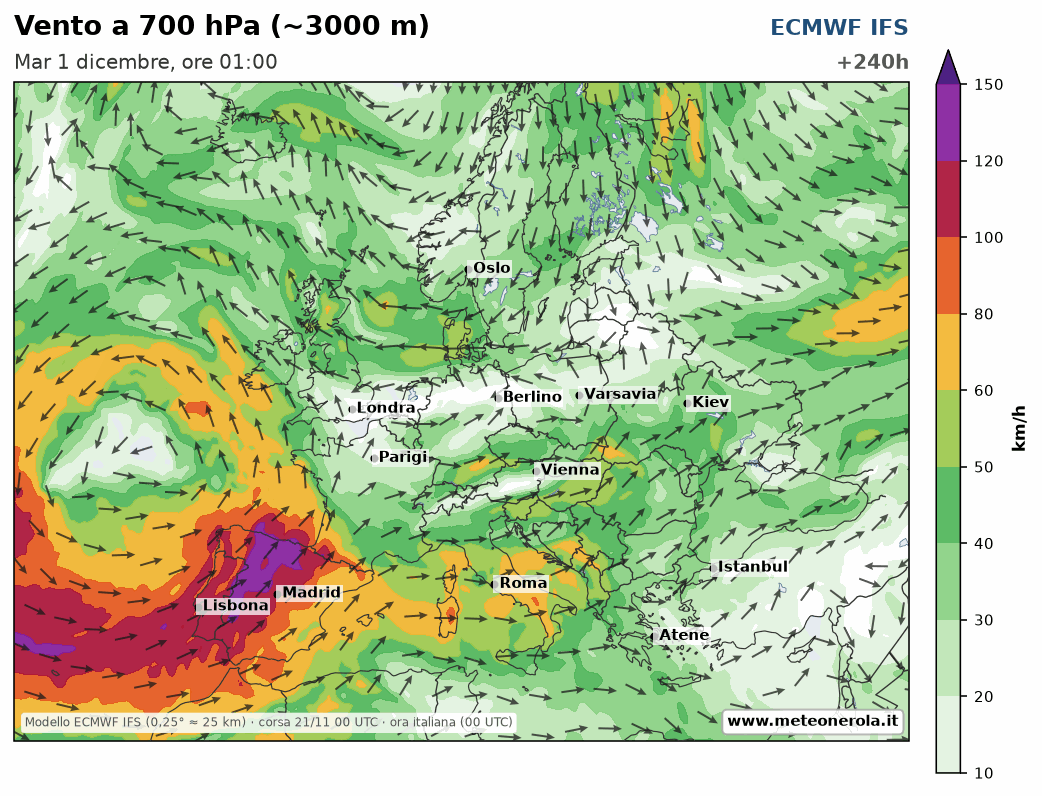 Vento a 700 hPa (~3000 m)
ECMWF IFS
Mar 1 dicembre, ore 01:00
+240h
150
120
100
80
60
50
40
30
20
10
km/h
Oslo
Berlino
Varsavia
Kiev
Londra
Parigi
Vienna
Istanbul
Roma
Madrid
Lisbona
Atene
Modello ECMWF IFS (0,25° ≈ 25 km) · corsa 21/11 00 UTC · ora italiana (00 UTC)
www.meteonerola.it